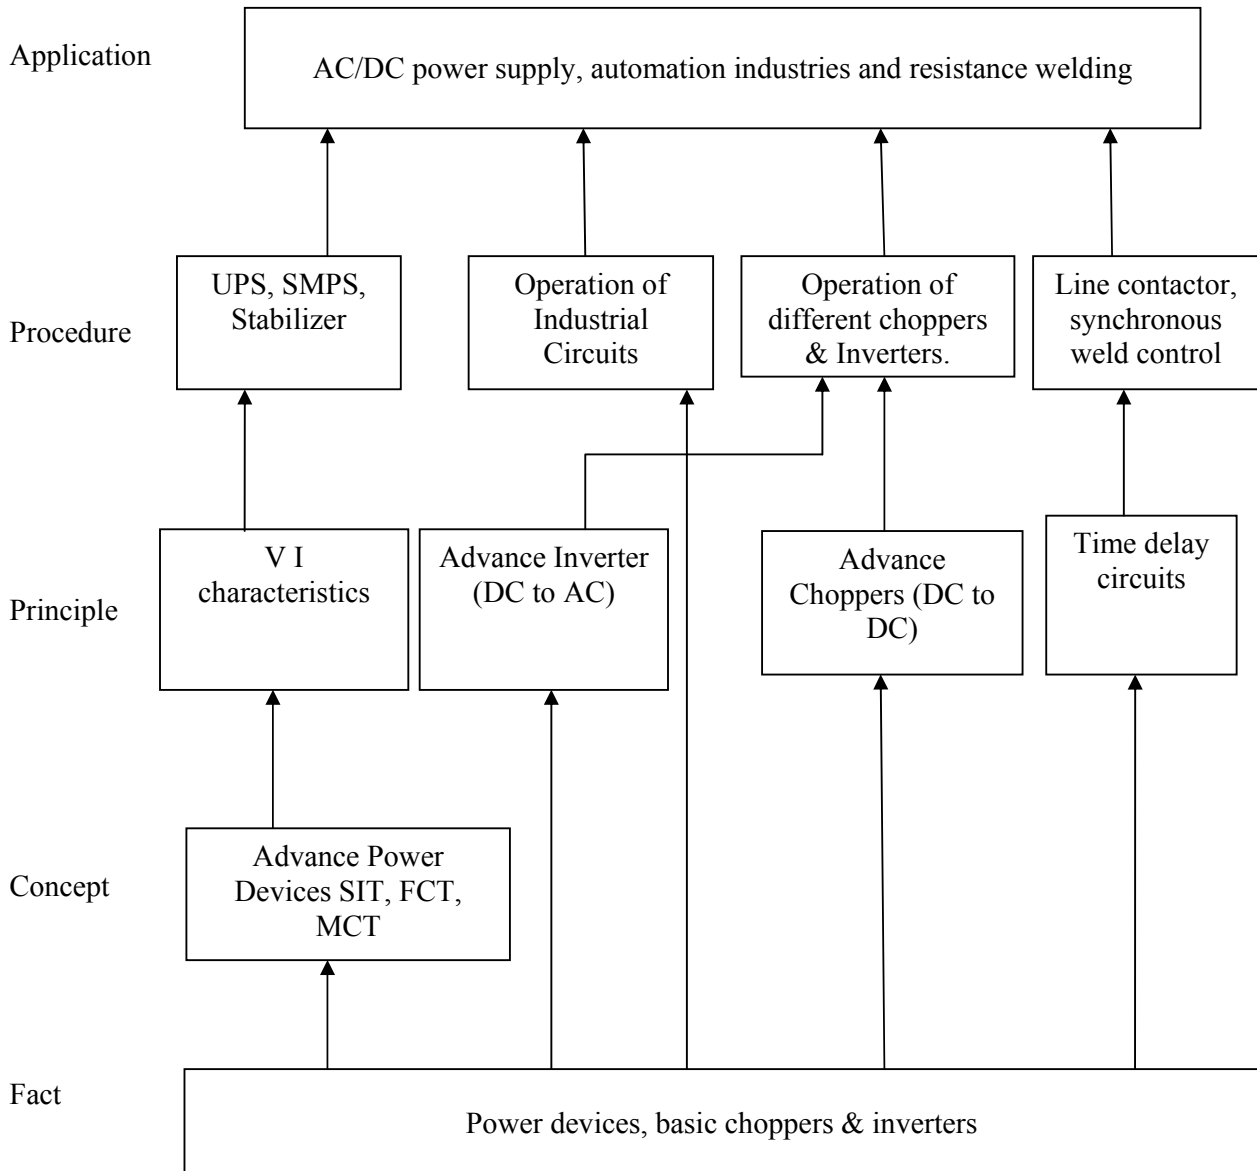 Application
AC/DC power supply, automation industries and resistance welding
Procedure
UPS, SMPS,
Stabilizer
Operation of
Industrial
Circuits
Operation of
different choppers
& Inverters.
Line contactor,
synchronous
weld control
Principle
V I
characteristics
Advance Inverter
(DC to AC)
Advance
Choppers (DC to
DC)
Time delay
circuits
Concept
Advance Power
Devices SIT, FCT,
MCT
Fact
Power devices, basic choppers & inverters